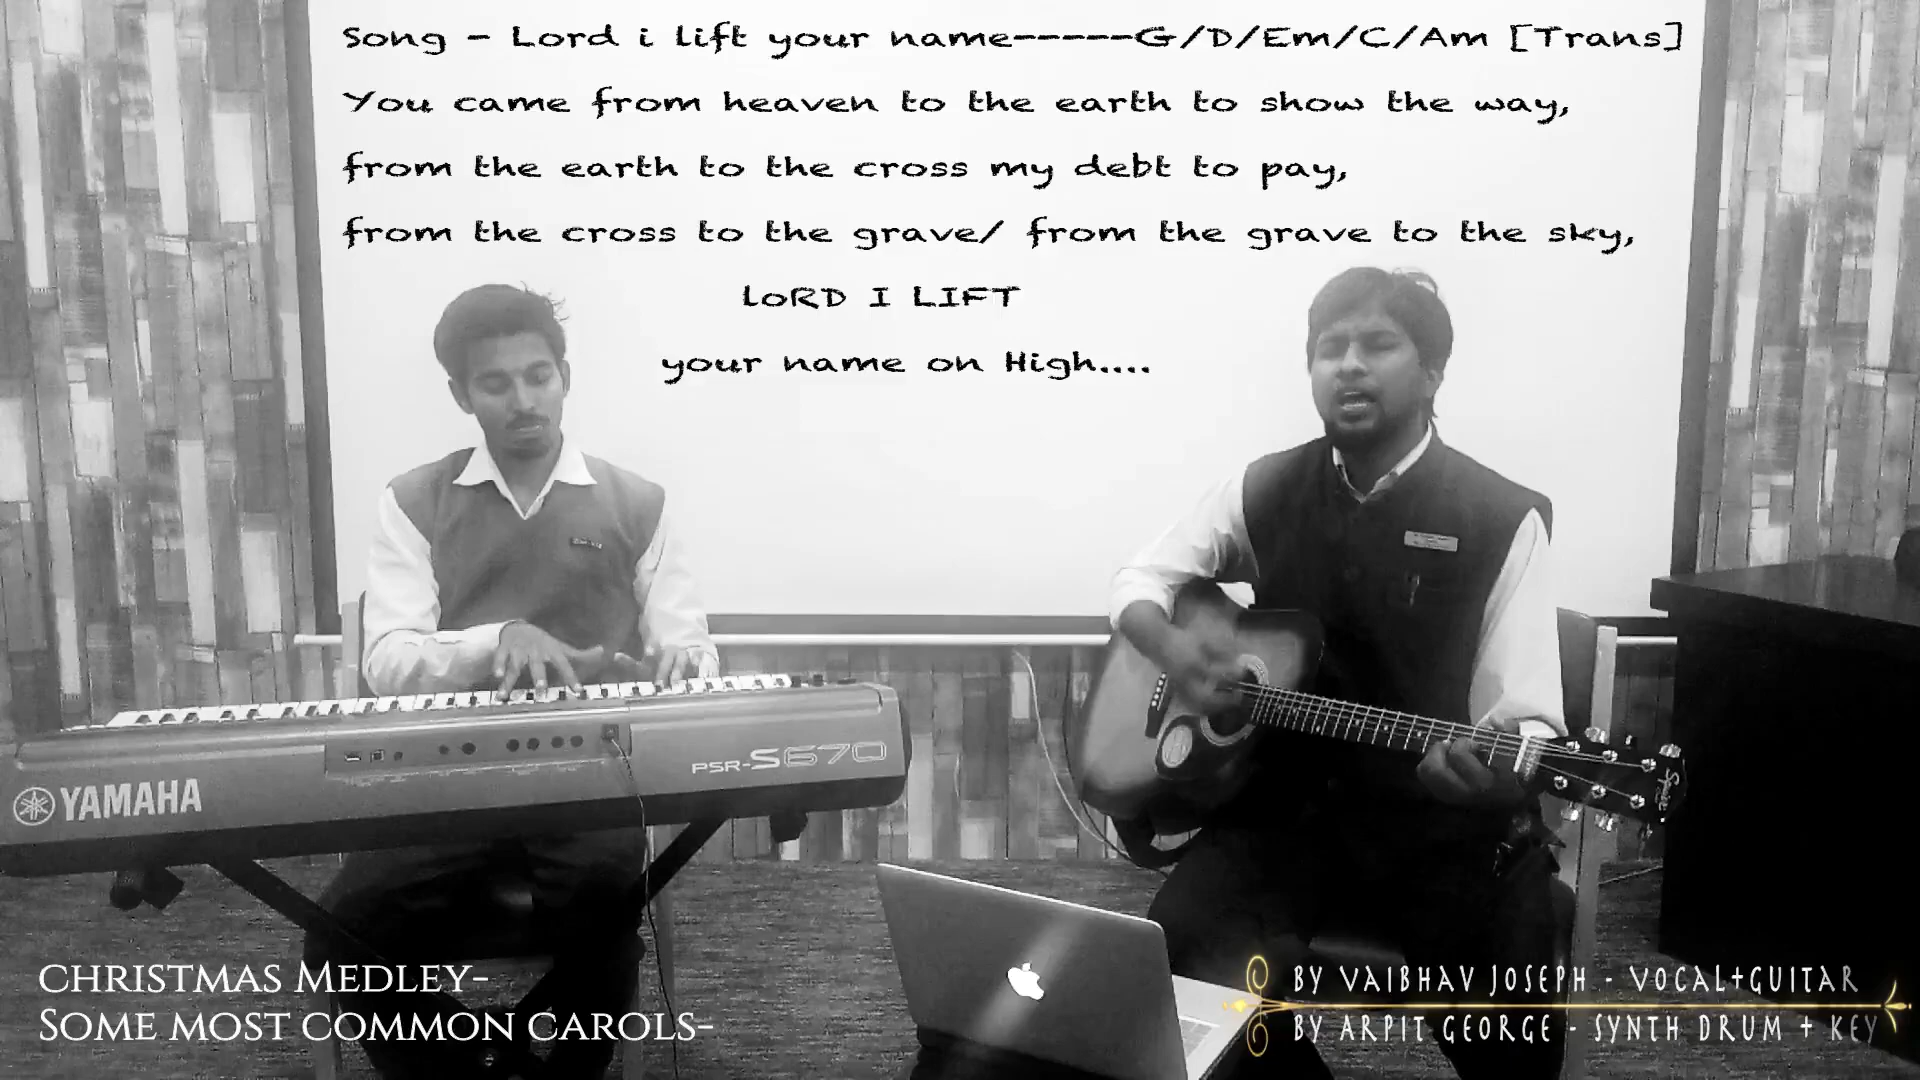 Song - Lord i lift your name-----G/D/Em/C/Am [Trans]
You came from heaven to the earth to show the way,
from the earth to the cross my debt to pay,
from the cross to the grave/ from the grave to the sky,
loRD I LIFT
your name on High....
YAMAHA
PSR-S670
Squier
CHRISTMAS MEDLEY-
SOME MOST COMMON CAROLS-
BY VAIBHAV JOSEPH - VOCAL+GUITAR
BY ARPIT GEORGE - SYNTH DRUM + KEY